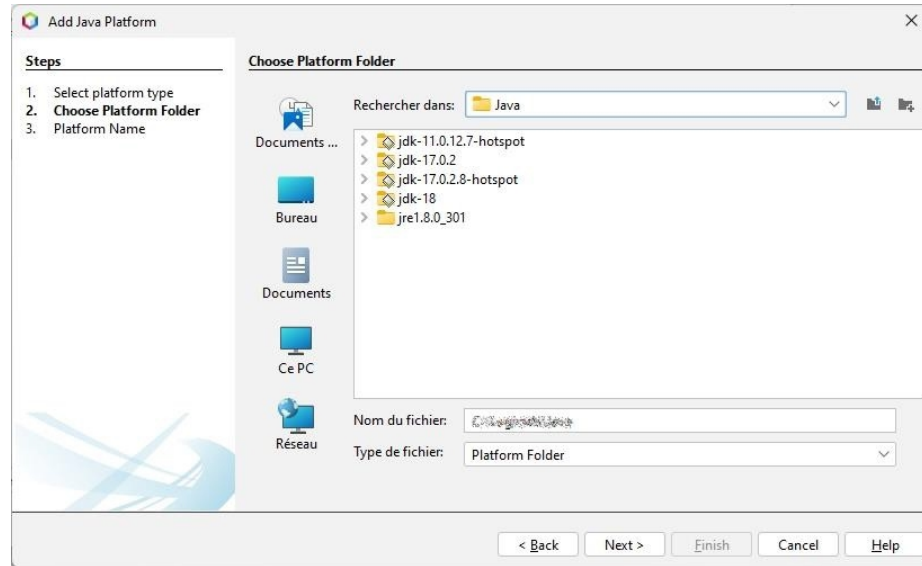 Add Java Platform
Steps
1. Select platform type
2. Choose Platform Folder
3. Platform Name
Choose Platform Folder
Rechercher dans: Java
Documents ...
Bureau
Documents
Ce PC
Réseau
jdk-11.0.12.7-hotspot
jdk-17.0.2
jdk-17.0.2.8-hotspot
jdk-18
jre1.8.0_301
Nom du fichier:
Type de fichier: Platform Folder
< Back Next > Finish Cancel Help